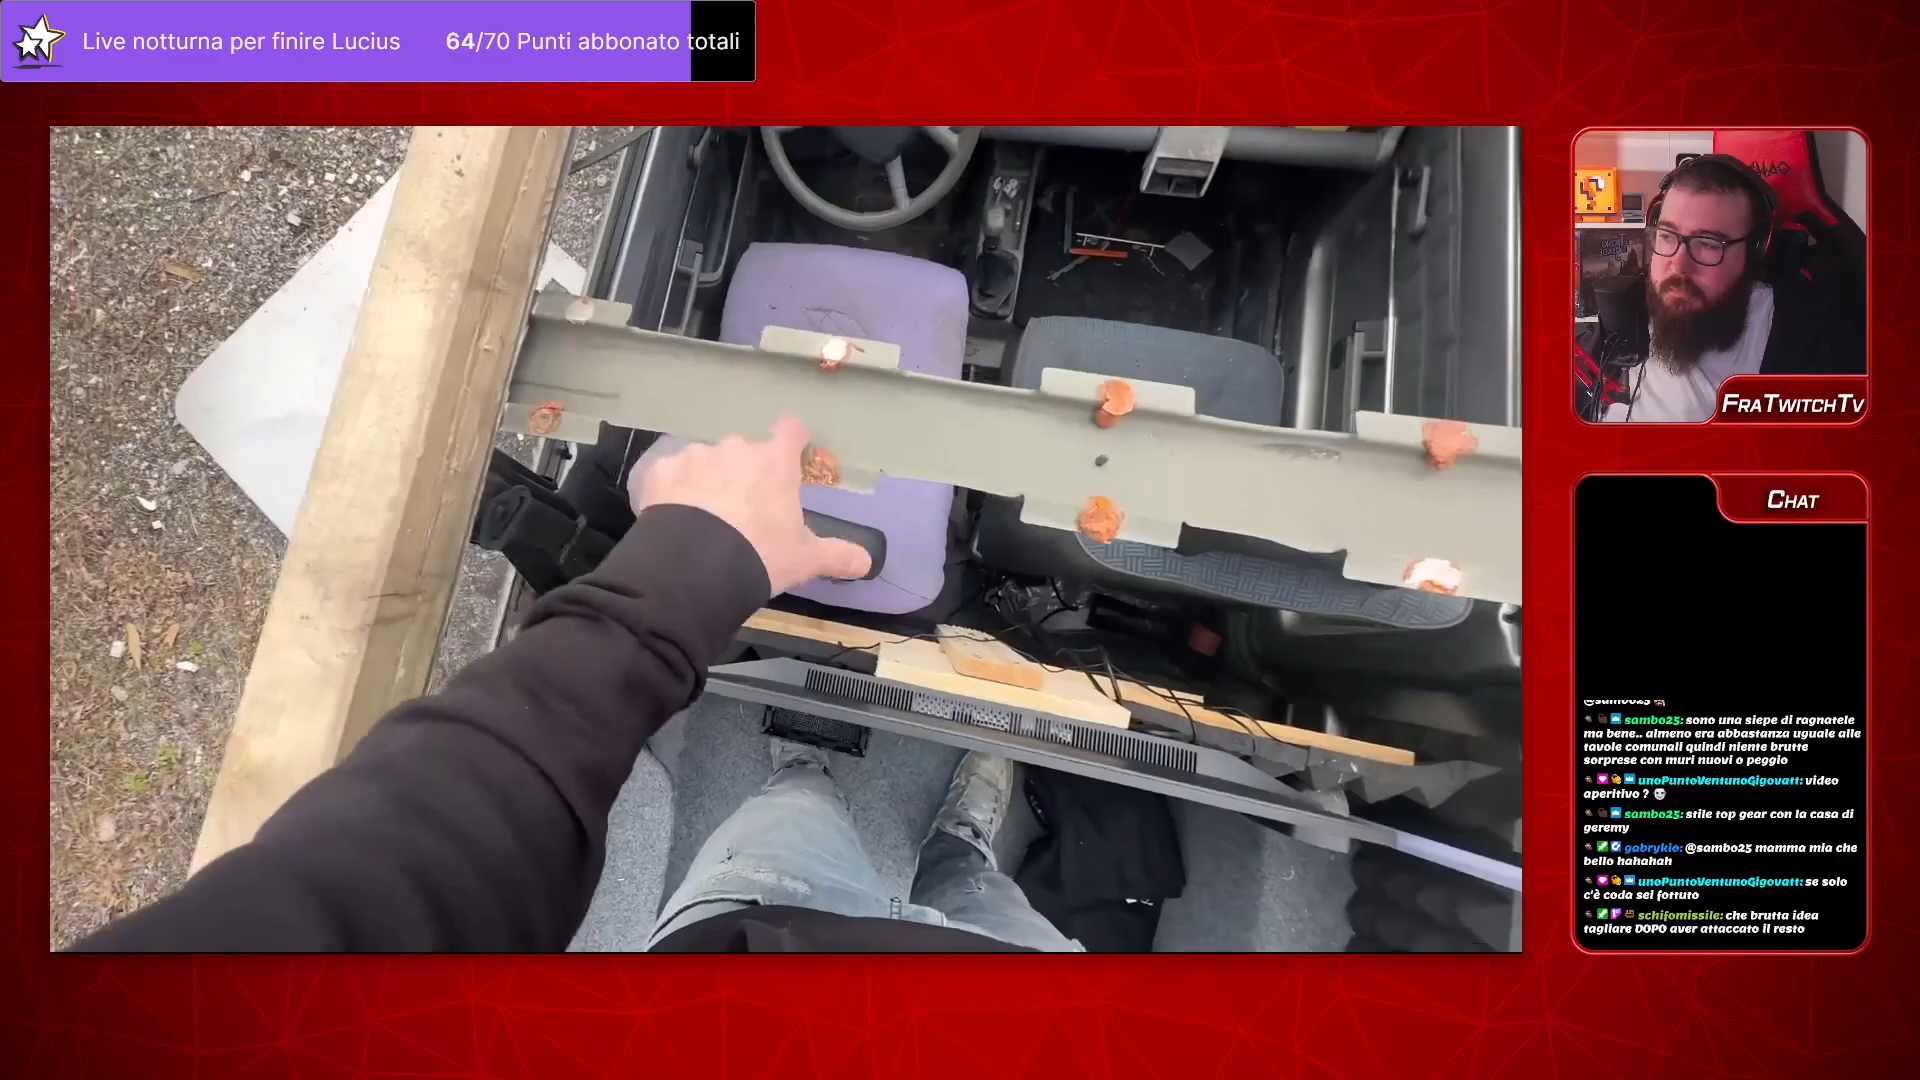 Live notturna per finire Lucius 64/70 Punti abbonato totali
FraTwitchTv
Chat
@sambo25
sambo25: sono una siepe di ragnatele
ma bene.. almeno era abbastanza uguale alle
tavole comunali quindi niente brutte
sorprese con muri nuovi o peggio
unoPuntoVentunoGigovatt: video
aperitivo ?
sambo25: stile top gear con la casa di
geremy
gabrykio: @sambo25 mamma mia che
bello hahahah
unoPuntoVentunoGigovatt: se solo
c'è coda sei fottuto
schifomissile: che brutta idea
tagliare DOPO aver attaccato il resto